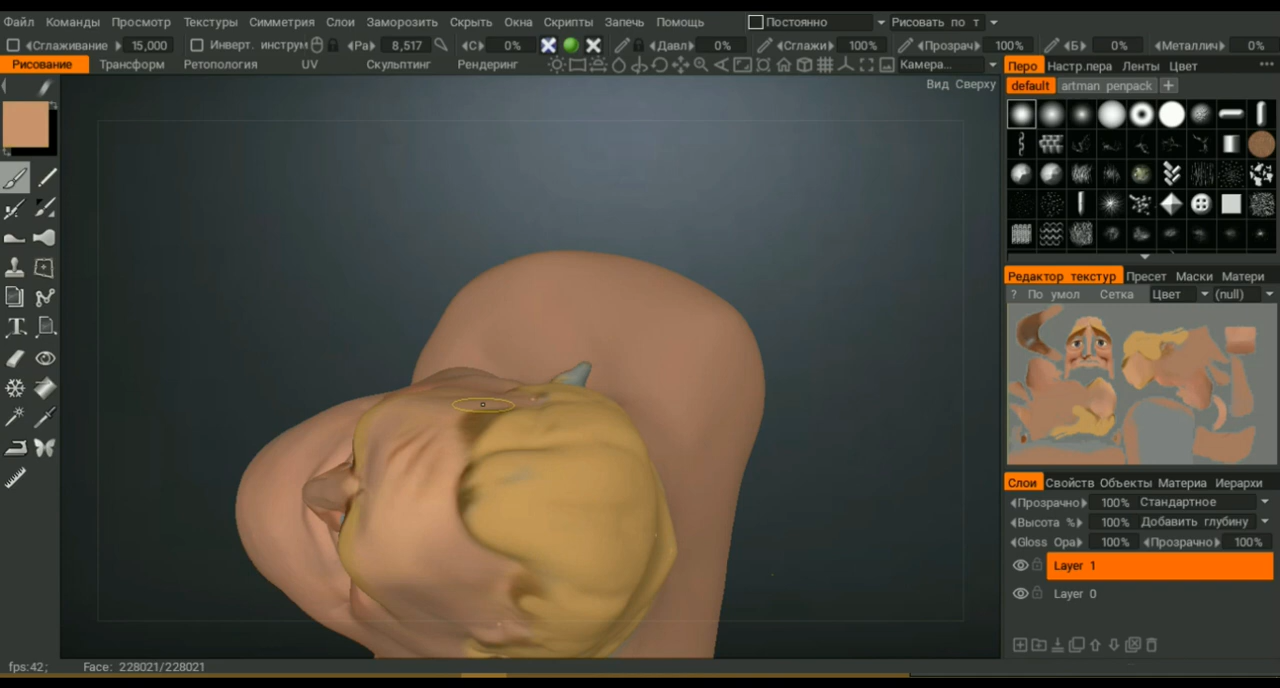 Файл Команды Просмотр Текстуры Симметрия Слои Заморозить Скрыть Окна Скрипты Запечь Помощь Постоянно Рисовать по т
Сглаживание 15,000 Инверт. инструм Ра 8,517 С 0% Давл 0% Сглажи 100% Прозрач 100% Б 0% Металлич 0%
Рисование Трансформ Ретопология UV Скульптинг Рендеринг Камера...
Вид Сверху
Перо Настр.пера Ленты Цвет
default artman penpack
Редактор текстур Пресет Маски Матери
? По умол Сетка Цвет (null)
Слои Свойств Объекты Материа Иерархи
Прозрачно 100% Стандартное
Высота % 100% Добавить глубину
Gloss Opa 100% Прозрачно 100%
Layer 1
Layer 0
fps:42; Face: 228021/228021